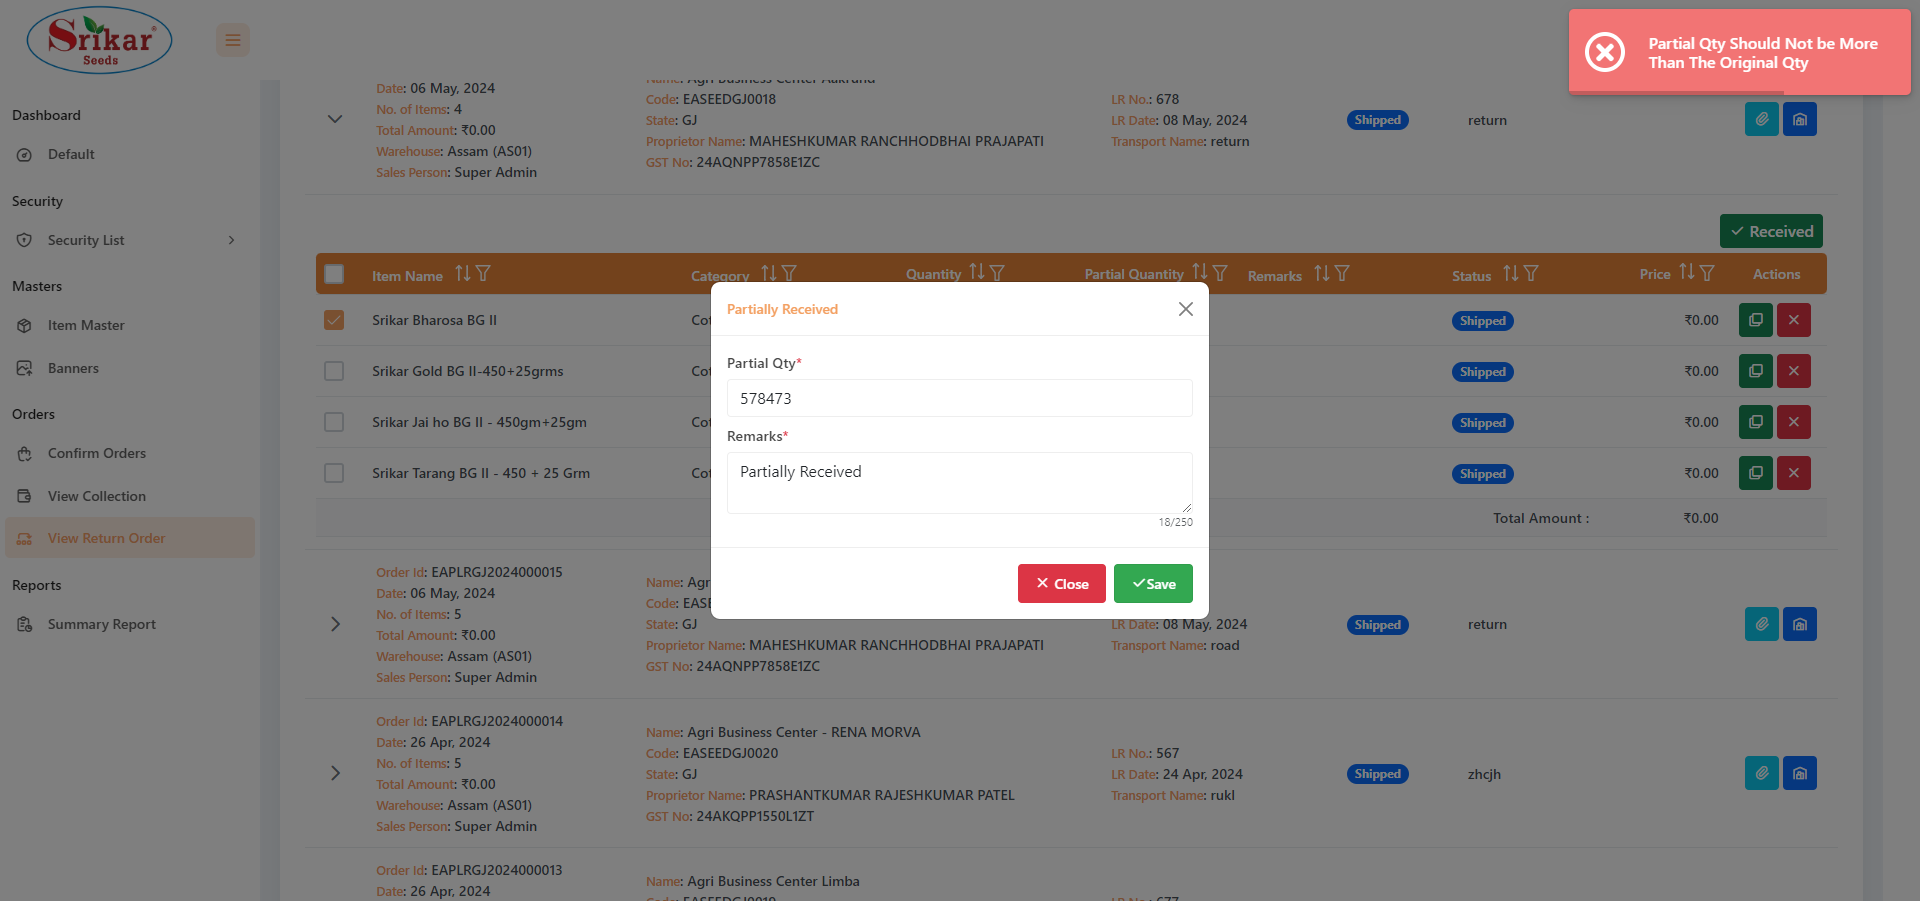 Srikar®
Seeds
Partial Qty Should Not be More
Than The Original Qty
Dashboard
Default
Security
Security List
Masters
Item Master
Banners
Orders
Confirm Orders
View Collection
View Return Order
Reports
Summary Report
Date: 06 May, 2024
No. of Items: 4
Total Amount: ₹0.00
Warehouse: Assam (AS01)
Sales Person: Super Admin
Name: Agri Business Center Aakrund
Code: EASEEDGJ0018
State: GJ
Proprietor Name: MAHESHKUMAR RANCHHODBHAI PRAJAPATI
GST No: 24AQNPP7858E1ZC
LR No.: 678
LR Date: 08 May, 2024
Transport Name: return
Shipped
return
Received
Item Name
Category
Quantity
Partial Quantity
Remarks
Status
Price
Actions
Srikar Bharosa BG II
Cot
Shipped
₹0.00
Srikar Gold BG II-450+25grms
Cot
Shipped
₹0.00
Srikar Jai ho BG II - 450gm+25gm
Cot
Shipped
₹0.00
Srikar Tarang BG II - 450 + 25 Grm
Cot
Shipped
₹0.00
Total Amount :
₹0.00
Partially Received
Partial Qty*
578473
Remarks*
Partially Received
18/250
Close
Save
Order Id: EAPLRGJ2024000015
Date: 06 May, 2024
No. of Items: 5
Total Amount: ₹0.00
Warehouse: Assam (AS01)
Sales Person: Super Admin
Name: Agr
Code: EASE
State: GJ
Proprietor Name: MAHESHKUMAR RANCHHODBHAI PRAJAPATI
GST No: 24AQNPP7858E1ZC
LR Date: 08 May, 2024
Transport Name: road
Shipped
return
Order Id: EAPLRGJ2024000014
Date: 26 Apr, 2024
No. of Items: 5
Total Amount: ₹0.00
Warehouse: Assam (AS01)
Sales Person: Super Admin
Name: Agri Business Center - RENA MORVA
Code: EASEEDGJ0020
State: GJ
Proprietor Name: PRASHANTKUMAR RAJESHKUMAR PATEL
GST No: 24AKQPP1550L1ZT
LR No.: 567
LR Date: 24 Apr, 2024
Transport Name: rukl
Shipped
zhcjh
Order Id: EAPLRGJ2024000013
Date: 26 Apr, 2024
Name: Agri Business Center Limba
Code: EASEEDGJ0019
LR No.: 677